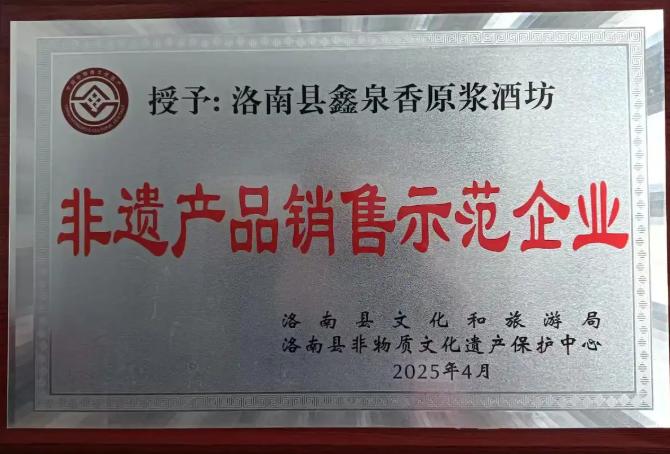 授予：洛南县鑫泉香原浆酒坊
非遗产品销售示范企业
洛南县文化和旅游局
洛南县非物质文化遗产保护中心
2025年4月